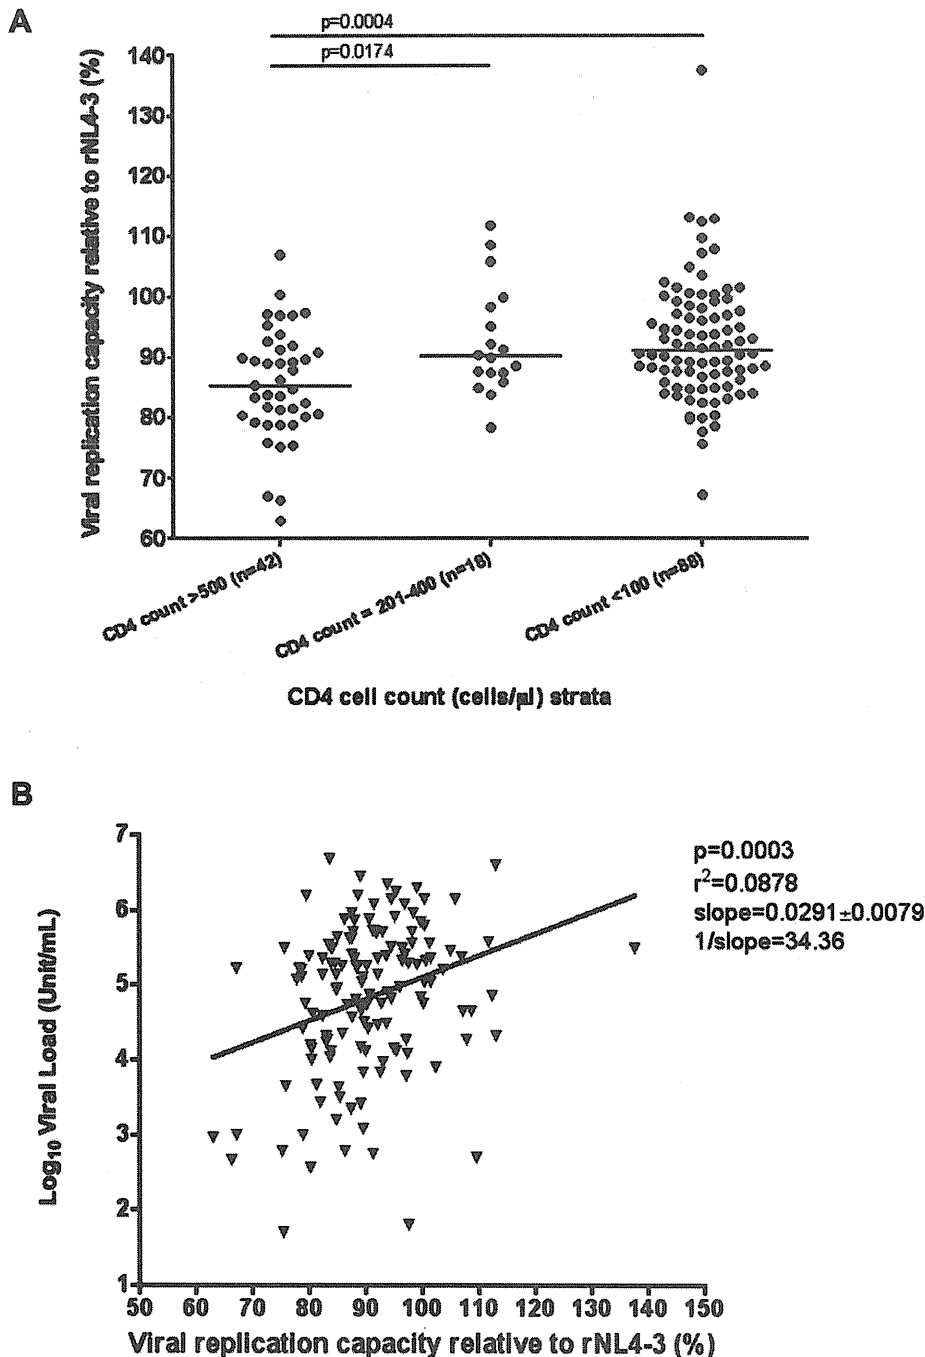 A
p=0.0004
p=0.0174
Viral replication capacity relative to rNL4-3 (%)
140
130
120
110
100
90
80
70
60
CD4 count >500 (n=42)
CD4 count = 201-400 (n=18)
CD4 count <100 (n=88)
CD4 cell count (cells/µl) strata
B
p=0.0003
r²=0.0878
slope=0.0291±0.0079
1/slope=34.36
Log₁₀ Viral Load (Unit/mL)
7
6
5
4
3
2
1
50 60 70 80 90 100 110 120 130 140 150
Viral replication capacity relative to rNL4-3 (%)